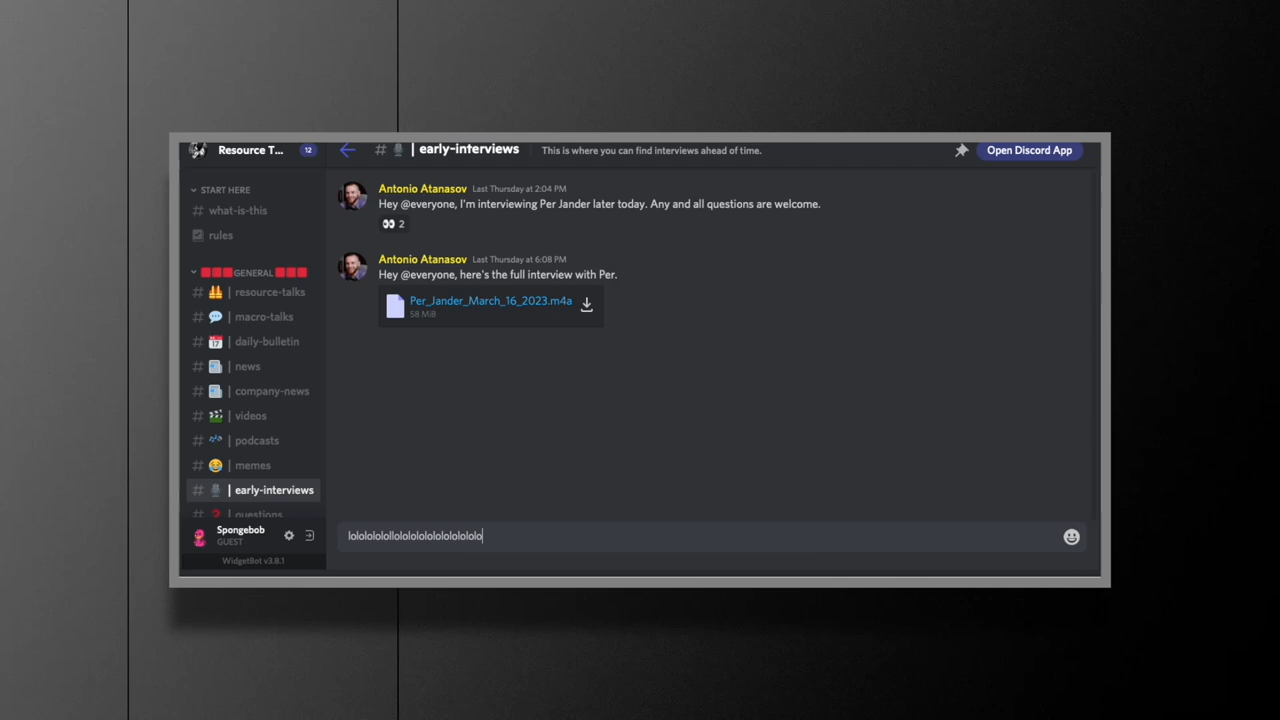 Resource T... 12
# | early-interviews This is where you can find interviews ahead of time. Open Discord App
START HERE
# what-is-this
rules
GENERAL
# | resource-talks
# | macro-talks
# 17 | daily-bulletin
# | news
# | company-news
# | videos
# | podcasts
# | memes
# | early-interviews
# ? | questions
Spongebob
GUEST
WidgetBot v3.8.1
Antonio Atanasov Last Thursday at 2:04 PM
Hey @everyone, I'm interviewing Per Jander later today. Any and all questions are welcome.
👀 2
Antonio Atanasov Last Thursday at 6:08 PM
Hey @everyone, here's the full interview with Per.
Per_Jander_March_16_2023.m4a
58 MiB